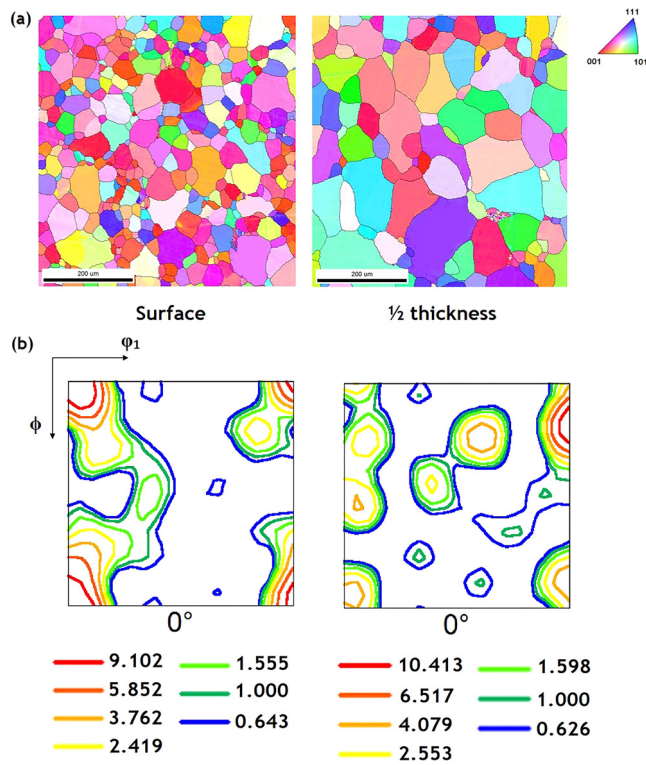 (a)
111
001 101
200 um
200 um
Surface
½ thickness
(b)
φ1
ϕ
0°
0°
9.102
1.555
5.852
1.000
3.762
0.643
2.419
10.413
1.598
6.517
1.000
4.079
0.626
2.553